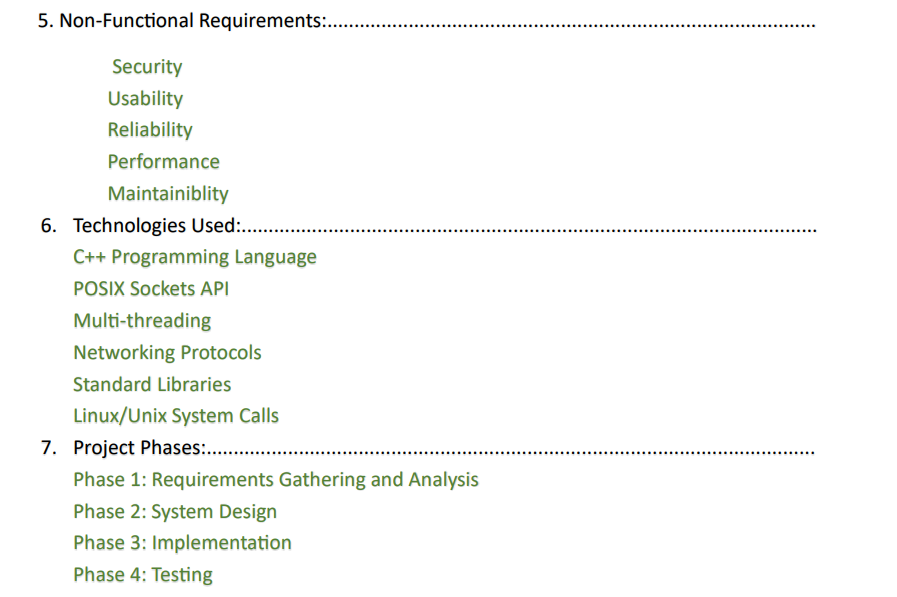 5. Non-Functional Requirements:.............................................................................................
Security
Usability
Reliability
Performance
Maintainiblity
6. Technologies Used:.............................................................................................................
C++ Programming Language
POSIX Sockets API
Multi-threading
Networking Protocols
Standard Libraries
Linux/Unix System Calls
7. Project Phases:....................................................................................................................
Phase 1: Requirements Gathering and Analysis
Phase 2: System Design
Phase 3: Implementation
Phase 4: Testing